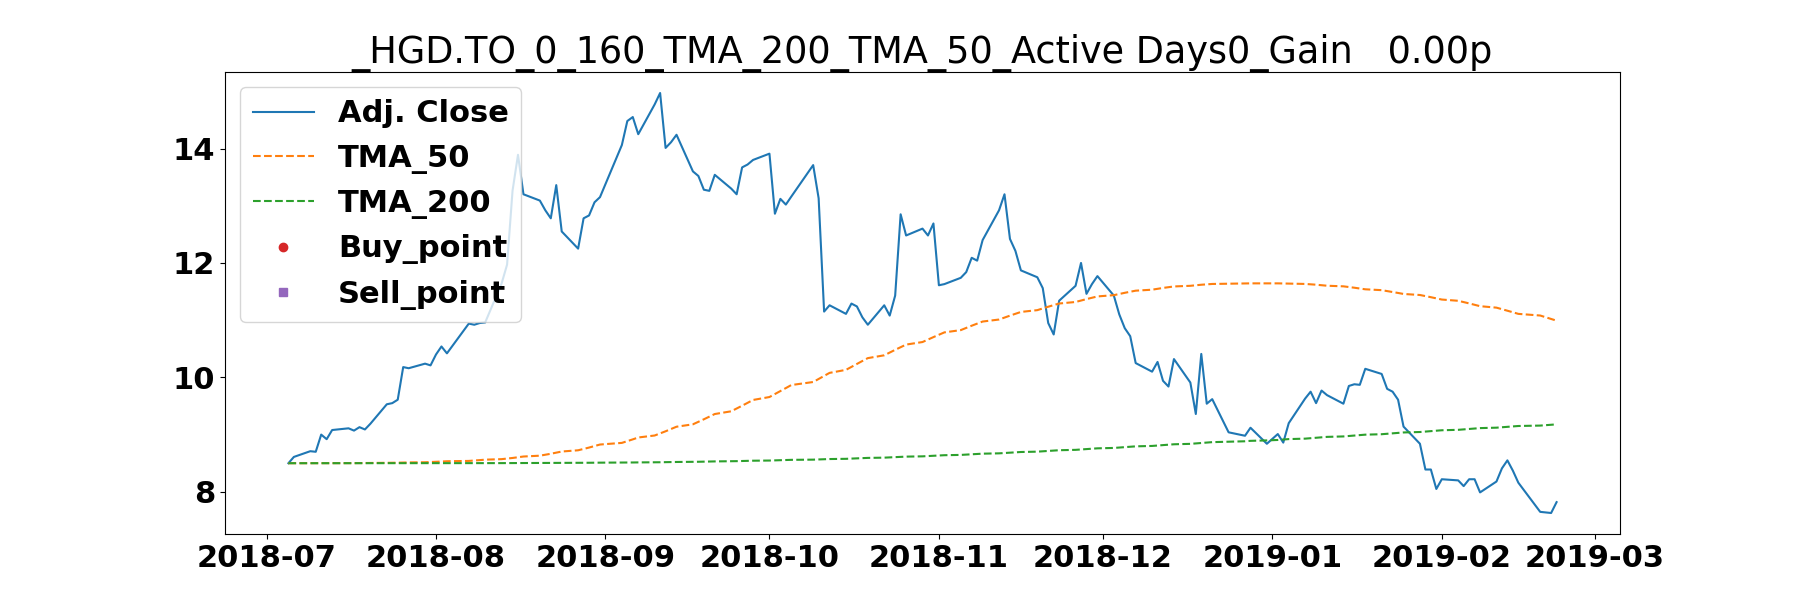 _HGD.TO_0_160_TMA_200_TMA_50_Active Days0_Gain   0.00p
Adj. Close
TMA_50
TMA_200
Buy_point
Sell_point
14
12
10
8
2018-07 2018-08 2018-09 2018-10 2018-11 2018-12 2019-01 2019-02 2019-03